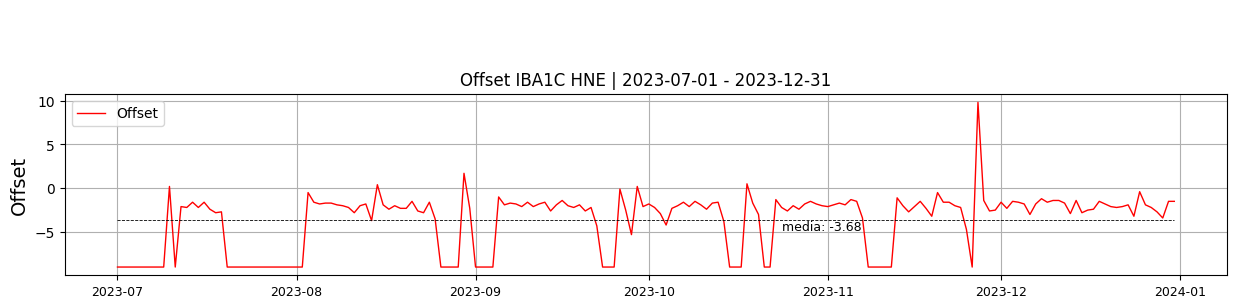 Offset IBA1C HNE | 2023-07-01 - 2023-12-31
Offset
Offset
10
5
0
−5
media: -3.68
2023-07
2023-08
2023-09
2023-10
2023-11
2023-12
2024-01